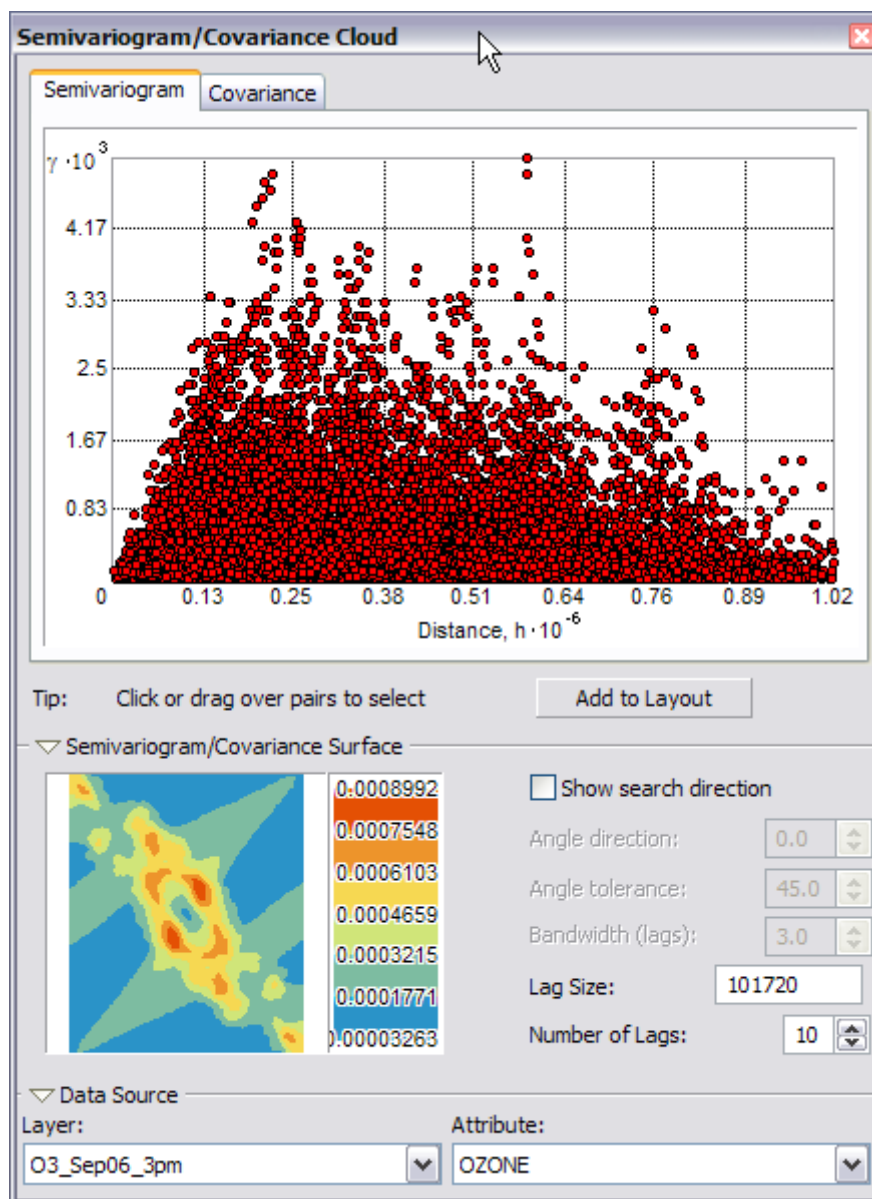 Semivariogram/Covariance Cloud
Semivariogram Covariance
γ · 10 3
4.17
3.33
2.5
1.67
0.83
0 0.13 0.25 0.38 0.51 0.64 0.76 0.89 1.02
Distance, h · 10 -6
Tip: Click or drag over pairs to select Add to Layout
Semivariogram/Covariance Surface
0.0008992
0.0007548
0.0006103
0.0004659
0.0003215
0.0001771
0.00003263
Show search direction
Angle direction: 0.0
Angle tolerance: 45.0
Bandwidth (lags): 3.0
Lag Size: 101720
Number of Lags: 10
Data Source
Layer: Attribute:
O3_Sep06_3pm OZONE